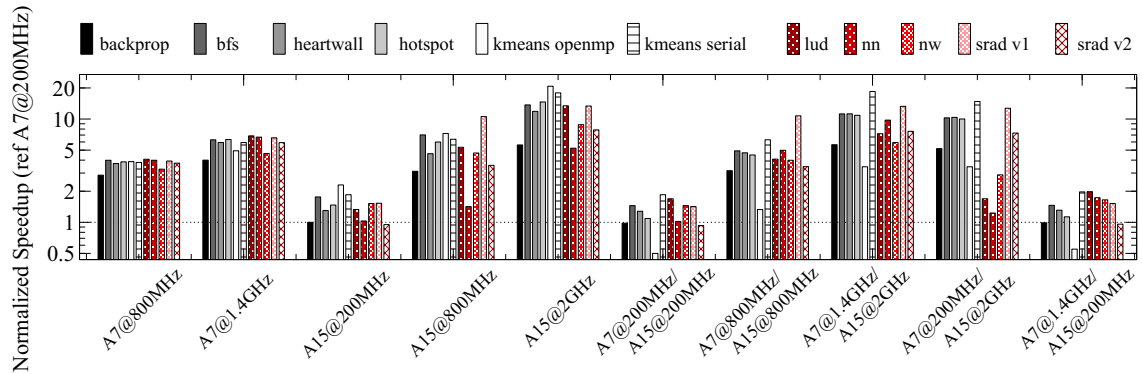 backprop bfs heartwall hotspot kmeans openmp kmeans serial lud nn nw srad v1 srad v2
Normalized Speedup (ref A7@200MHz)
20
10
5
2
1
0.5
A7@800MHz
A7@1.4GHz
A15@200MHz
A15@800MHz
A15@2GHz
A7@200MHz/
A15@200MHz
A7@800MHz/
A15@800MHz
A7@1.4GHz/
A15@2GHz
A7@200MHz/
A15@2GHz
A7@1.4GHz/
A15@200MHz